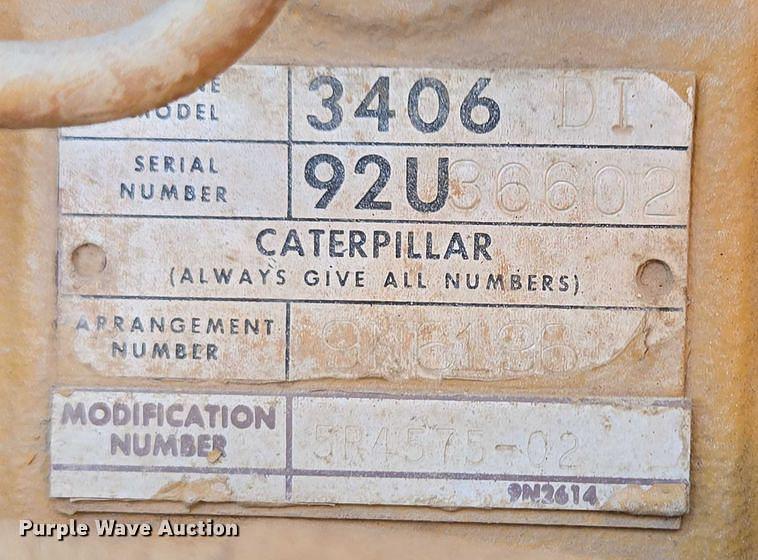 NE
MODEL 3406 DI
SERIAL
NUMBER 92U36602
CATERPILLAR
(ALWAYS GIVE ALL NUMBERS)
ARRANGEMENT
NUMBER
MODIFICATION
NUMBER 5R4575-02
9N2614
Purple Wave Auction